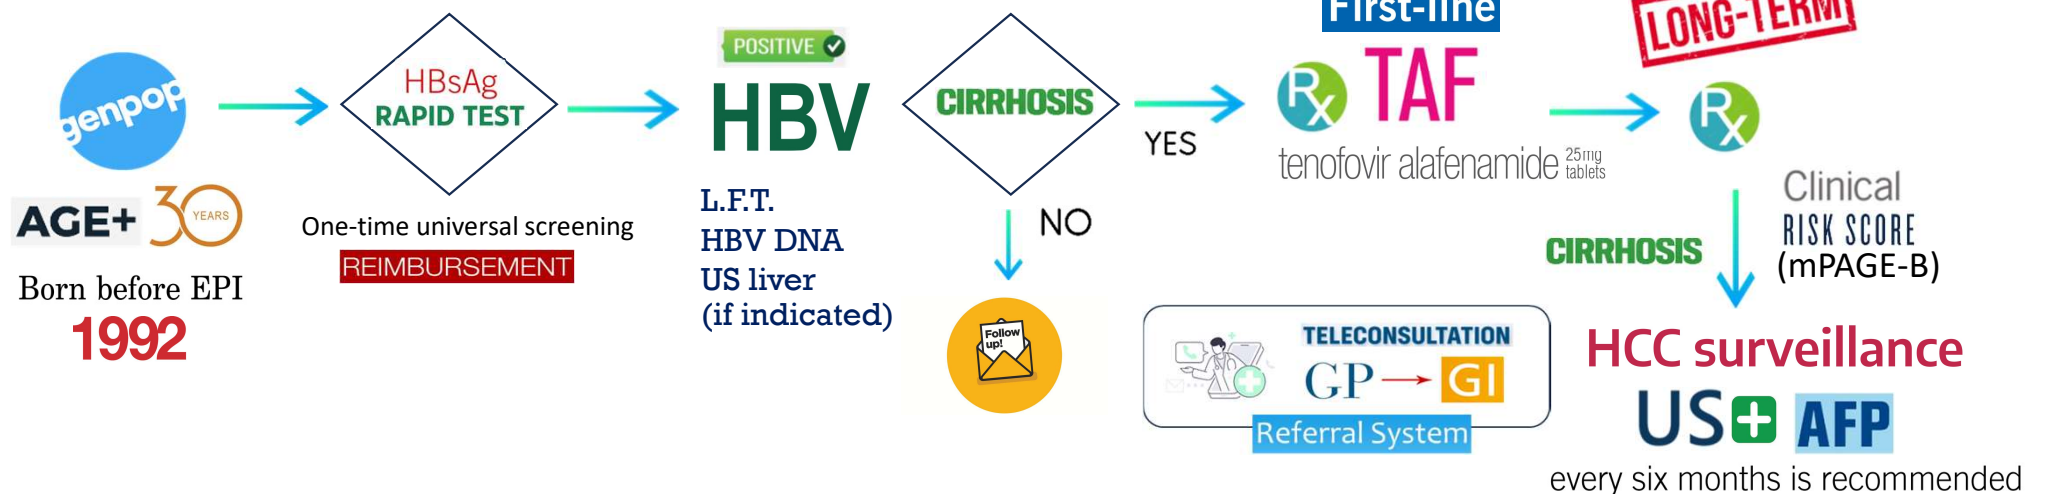 genpop
AGE+ 30 YEARS
Born before EPI
1992
HBsAg
RAPID TEST
One-time universal screening
REIMBURSEMENT
POSITIVE
HBV
L.F.T.
HBV DNA
US liver
(if indicated)
CIRRHOSIS
YES
NO
Follow
up!
First-line
Rx TAF
tenofovir alafenamide 25mg
tablets
TELECONSULTATION
GP → GI
Referral System
LONG-TERM
Rx
CIRRHOSIS
Clinical
RISK SCORE
(mPAGE-B)
HCC surveillance
US + AFP
every six months is recommended